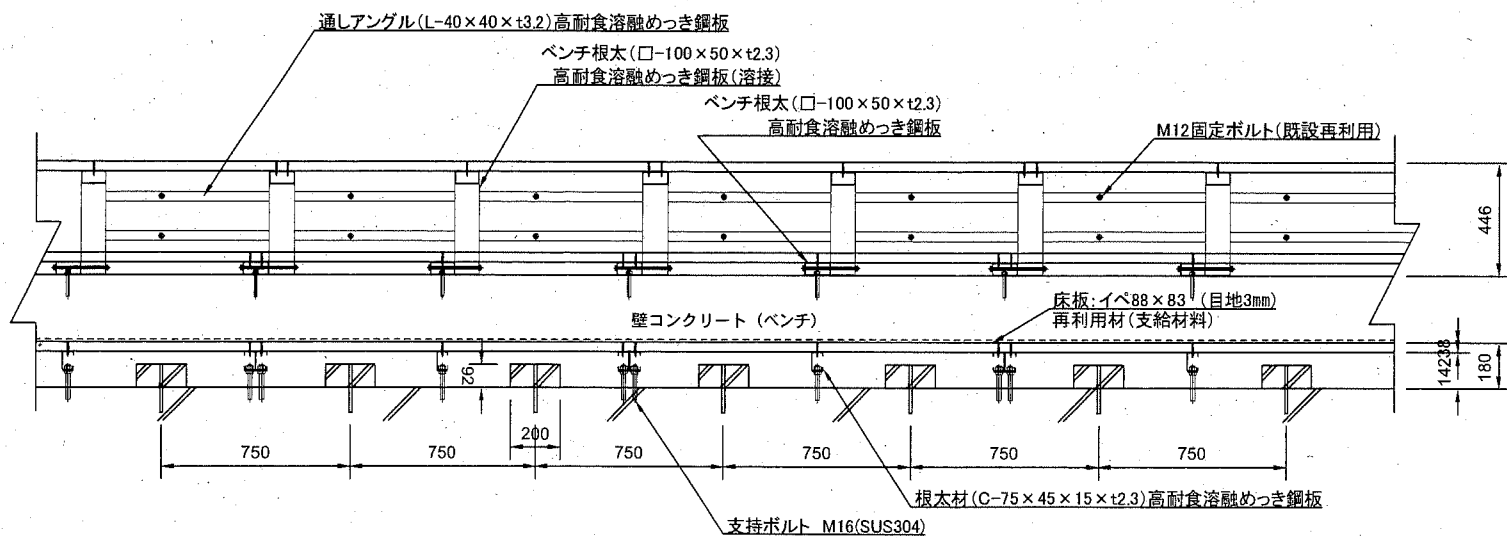 通しアングル(L-40×40×t3.2)高耐食溶融めっき鋼板
ベンチ根太(□-100×50×t2.3)
高耐食溶融めっき鋼板(溶接)
ベンチ根太(□-100×50×t2.3)
高耐食溶融めっき鋼板
M12固定ボルト(既設再利用)
446
床板:イペ88×83 (目地3mm)
再利用材(支給材料)
壁コンクリート (ベンチ)
92
14238
180
200
750
750
750
750
750
750
根太材(C-75×45×15×t2.3)高耐食溶融めっき鋼板
支持ボルト M16(SUS304)